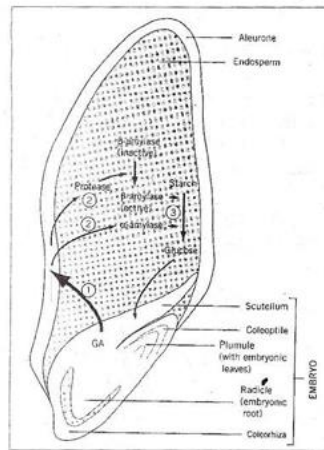 Aleurone
Endosperm
β-amylase
(inactive)
Protease
②
β-amylase
(active)
Starch
②
α-amylase
③
Glucose
①
GA
Scutellum
Coleoptile
Plumule
(with embryonic
leaves)
Radicle
(embryonic
root)
Coleorhiza
EMBRYO